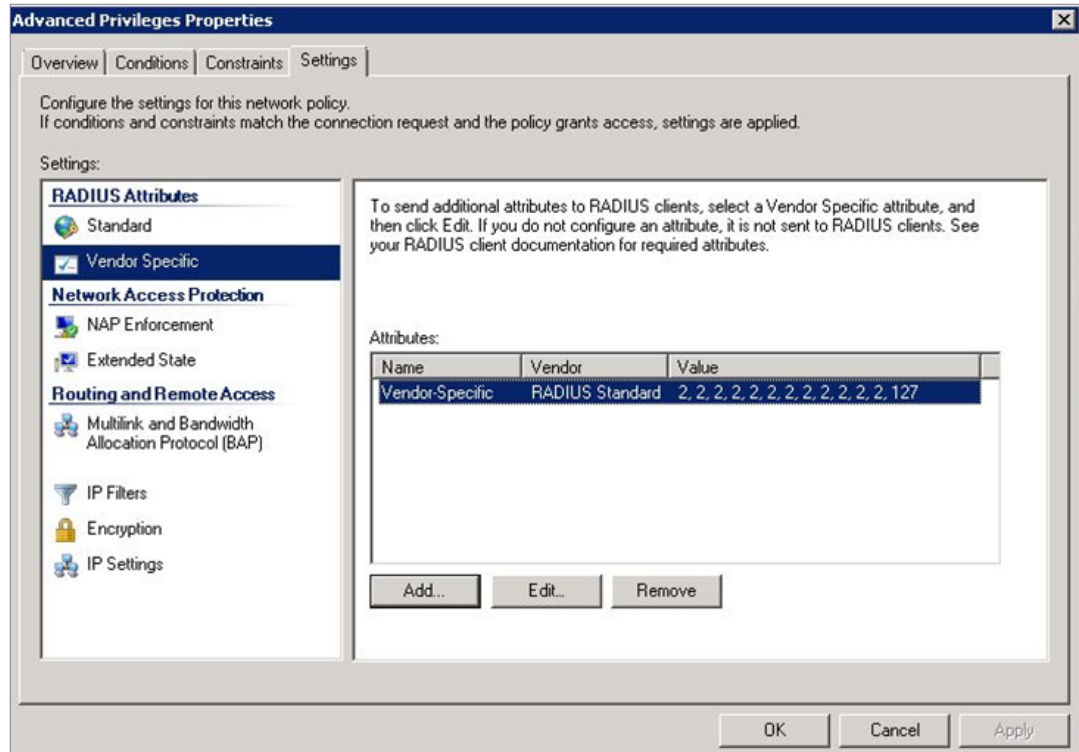 Advanced Privileges Properties
Overview Conditions Constraints Settings
Configure the settings for this network policy.
If conditions and constraints match the connection request and the policy grants access, settings are applied.
Settings:
RADIUS Attributes
Standard
Vendor Specific
Network Access Protection
NAP Enforcement
Extended State
Routing and Remote Access
Multilink and Bandwidth
Allocation Protocol (BAP)
IP Filters
Encryption
IP Settings
To send additional attributes to RADIUS clients, select a Vendor Specific attribute, and
then click Edit. If you do not configure an attribute, it is not sent to RADIUS clients. See
your RADIUS client documentation for required attributes.
Attributes:
Name Vendor Value
Vendor-Specific RADIUS Standard 2, 2, 2, 2, 2, 2, 2, 2, 2, 2, 2, 2, 127
Add... Edit... Remove
OK Cancel Apply